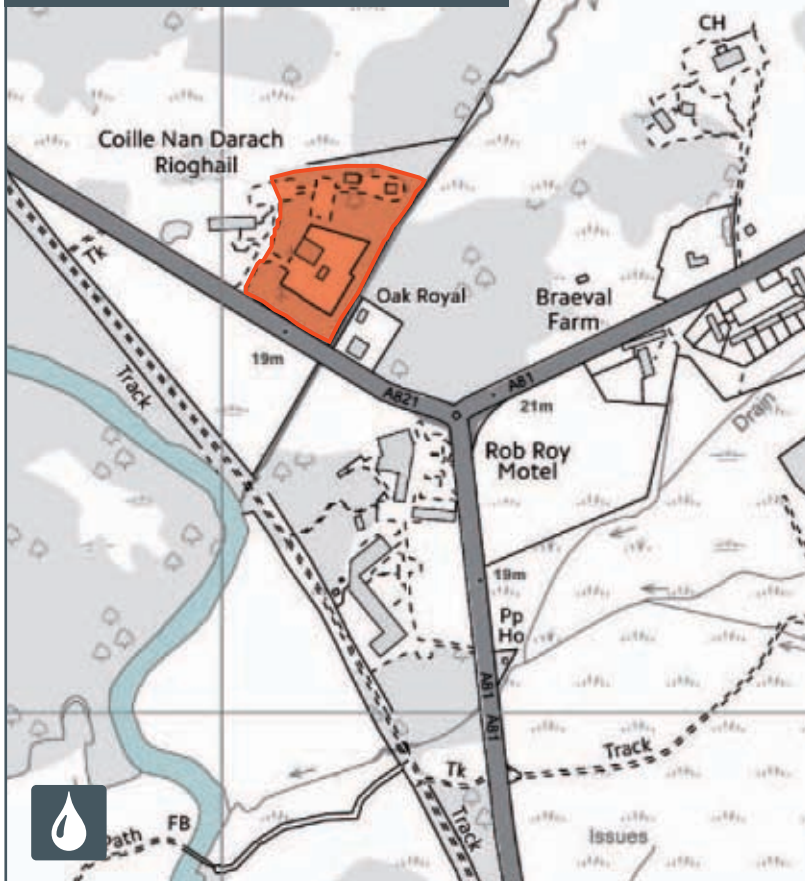 CH
Coille Nan Darach
Rioghail
Tk
Oak Royal
Braeval
Farm
19m
Track
A821
A81
21m
Drain
Rob Roy
Motel
19m
Pp
Ho
A81
A81
Track
Tk
Track
FB
Path
Issues